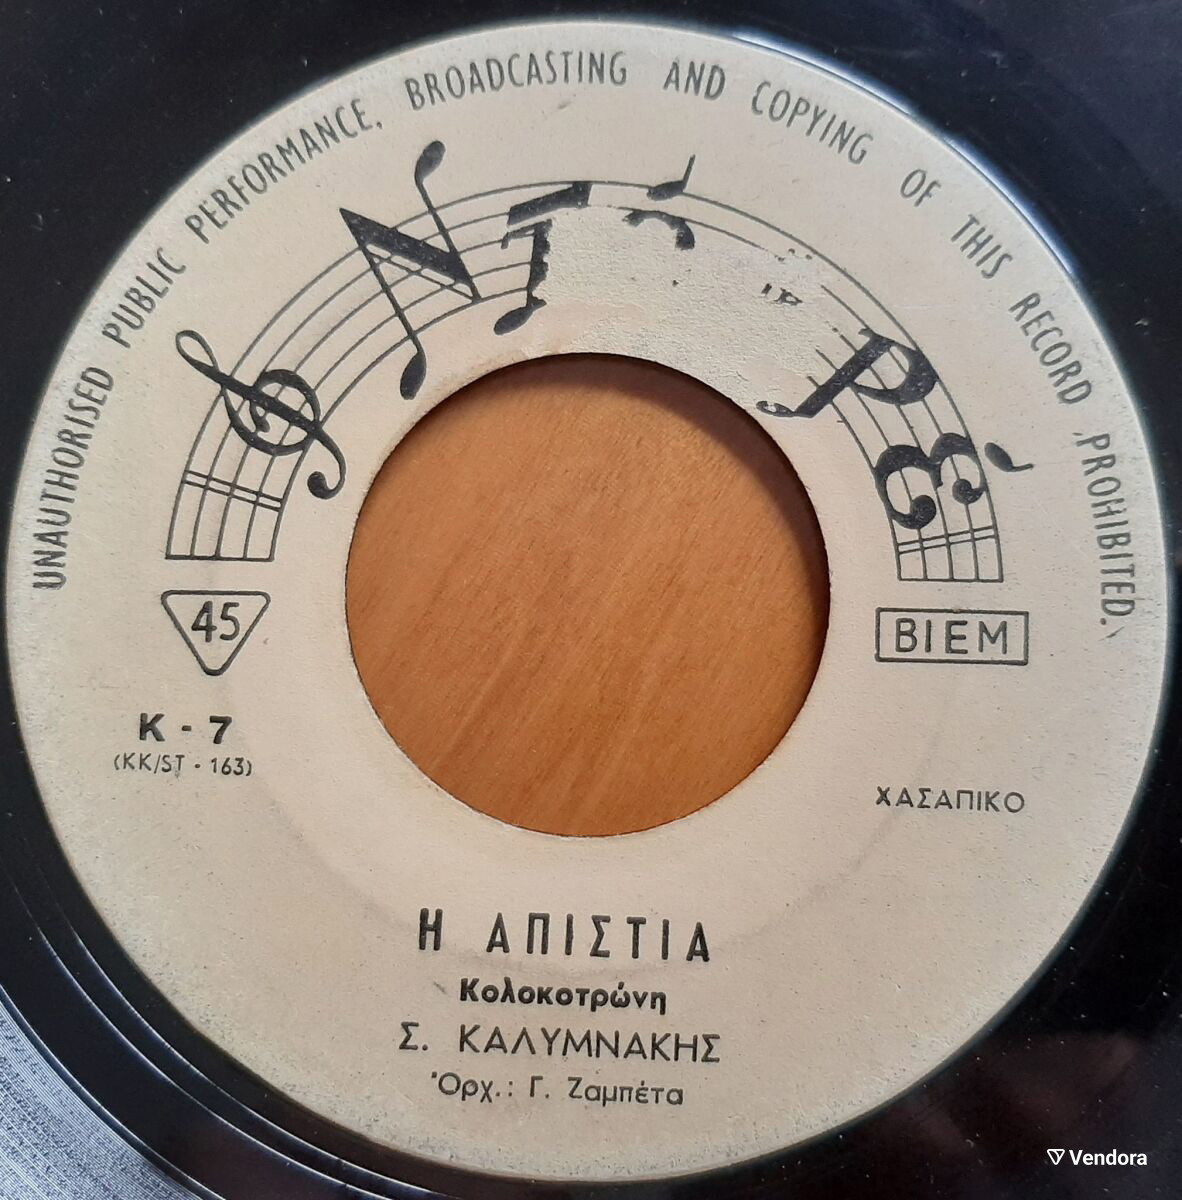 UNAUTHORISED PUBLIC PERFORMANCE, BROADCASTING AND COPYING OF THIS RECORD PROHIBITED.
45
BIEM
K - 7
(KK/ST - 163)
ΧΑΣΑΠΙΚΟ
Η ΑΠΙΣΤΙΑ
Κολοκοτρώνη
Σ. ΚΑΛΥΜΝΑΚΗΣ
Ὀρχ.: Γ. Ζαμπέτα
Vendora